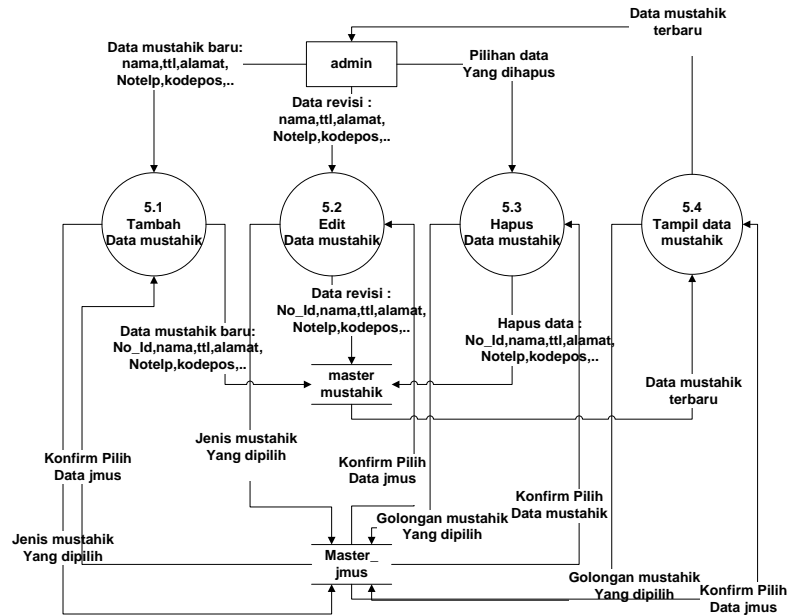 Data mustahik
terbaru
Data mustahik baru:
nama,ttl,alamat,
Notelp,kodepos,..
admin
Pilihan data
Yang dihapus
Data revisi :
nama,ttl,alamat,
Notelp,kodepos,..
5.1
Tambah
Data mustahik
5.2
Edit
Data mustahik
5.3
Hapus
Data mustahik
5.4
Tampil data
mustahik
Data mustahik baru:
No_Id,nama,ttl,alamat,
Notelp,kodepos,..
Data revisi :
No_Id,nama,ttl,alamat,
Notelp,kodepos,..
Hapus data :
No_Id,nama,ttl,alamat,
Notelp,kodepos,..
master
mustahik
Data mustahik
terbaru
Jenis mustahik
Yang dipilih
Konfirm Pilih
Data jmus
Konfirm Pilih
Data jmus
Konfirm Pilih
Data mustahik
Golongan mustahik
Yang dipilih
Jenis mustahik
Yang dipilih
Master_
jmus
Golongan mustahik
Yang dipilih
Konfirm Pilih
Data jmus